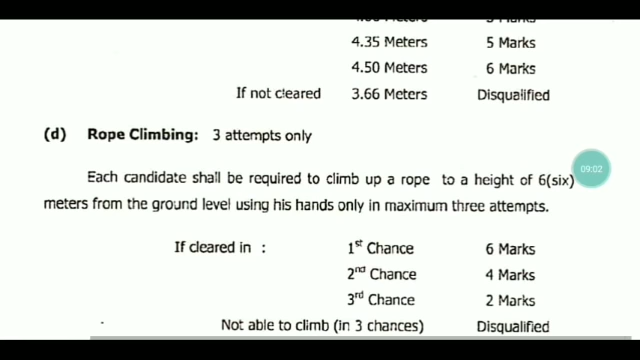 4.35 Meters 5 Marks
4.50 Meters 6 Marks
If not cleared 3.66 Meters Disqualified
(d) Rope Climbing: 3 attempts only
09:02
Each candidate shall be required to climb up a rope to a height of 6(six)
meters from the ground level using his hands only in maximum three attempts.
If cleared in : 1st Chance 6 Marks
2nd Chance 4 Marks
3rd Chance 2 Marks
Not able to climb (in 3 chances) Disqualified